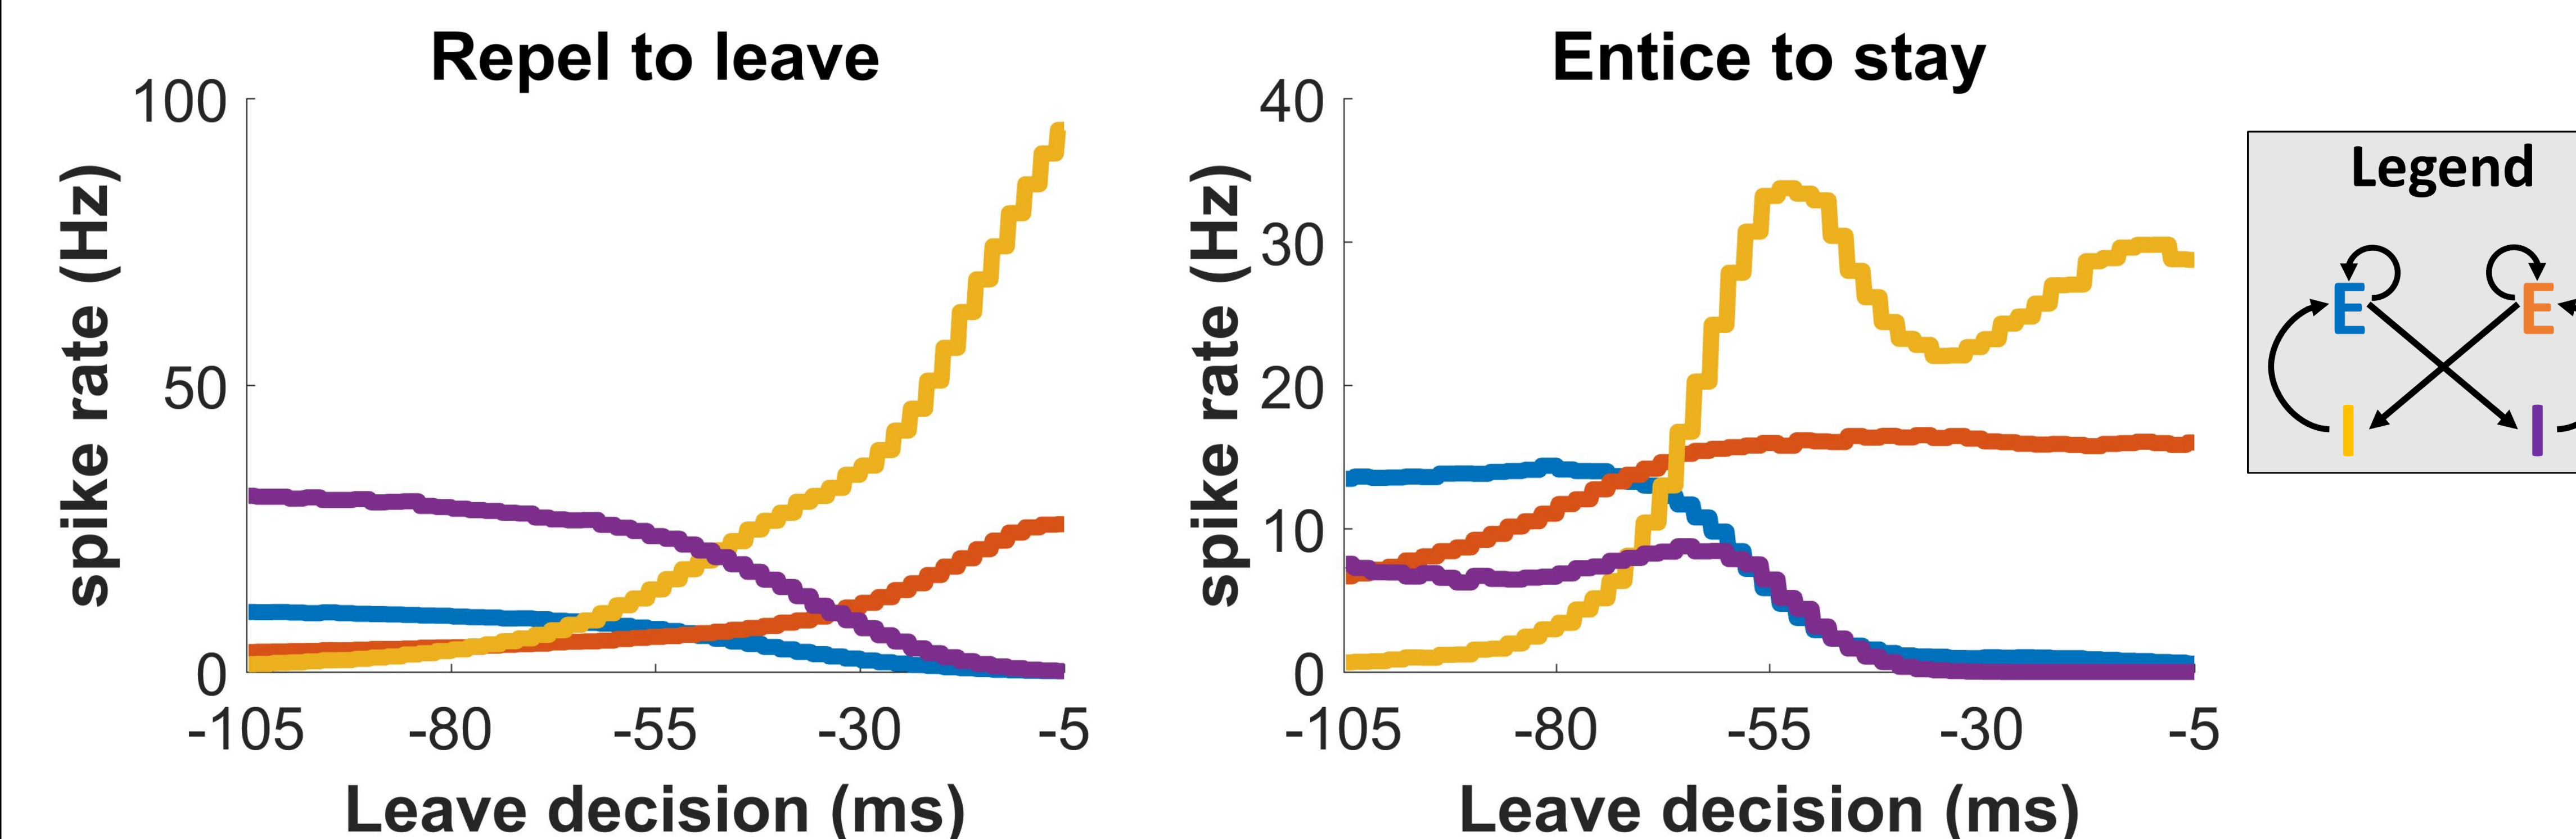 Repel to leave
100
50
0
spike rate (Hz)
-105 -80 -55 -30 -5
Leave decision (ms)
Entice to stay
40
30
20
10
0
spike rate (Hz)
-105 -80 -55 -30 -5
Leave decision (ms)
Legend
E E
I I